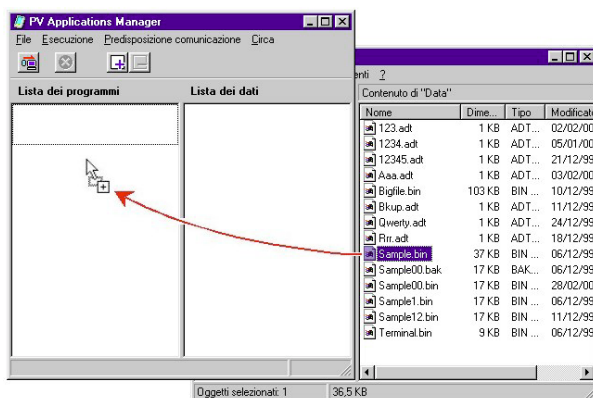 PV Applications Manager
File Esecuzione Predisposizione comunicazione Circa
Lista dei programmi Lista dei dati
enti ?
Contenuto di "Data"
Nome Dime... Tipo Modificato
123.adt 1 KB ADT... 02/02/00
1234.adt 1 KB ADT... 05/01/00
12345.adt 1 KB ADT... 21/12/99
Aaa.adt 1 KB ADT... 03/02/00
Bigfile.bin 103 KB BIN ... 10/12/99
Bkup.adt 1 KB ADT... 11/12/99
Qwerty.adt 1 KB ADT... 24/12/99
Rrr.adt 1 KB ADT... 18/12/99
Sample.bin 37 KB BIN ... 06/12/99
Sample00.bak 17 KB BAK... 06/12/99
Sample00.bin 17 KB BIN ... 28/02/00
Sample1.bin 17 KB BIN ... 06/12/99
Sample12.bin 17 KB BIN ... 11/12/99
Terminal.bin 9 KB BIN ... 06/12/99
Oggetti selezionati: 1 36,5 KB